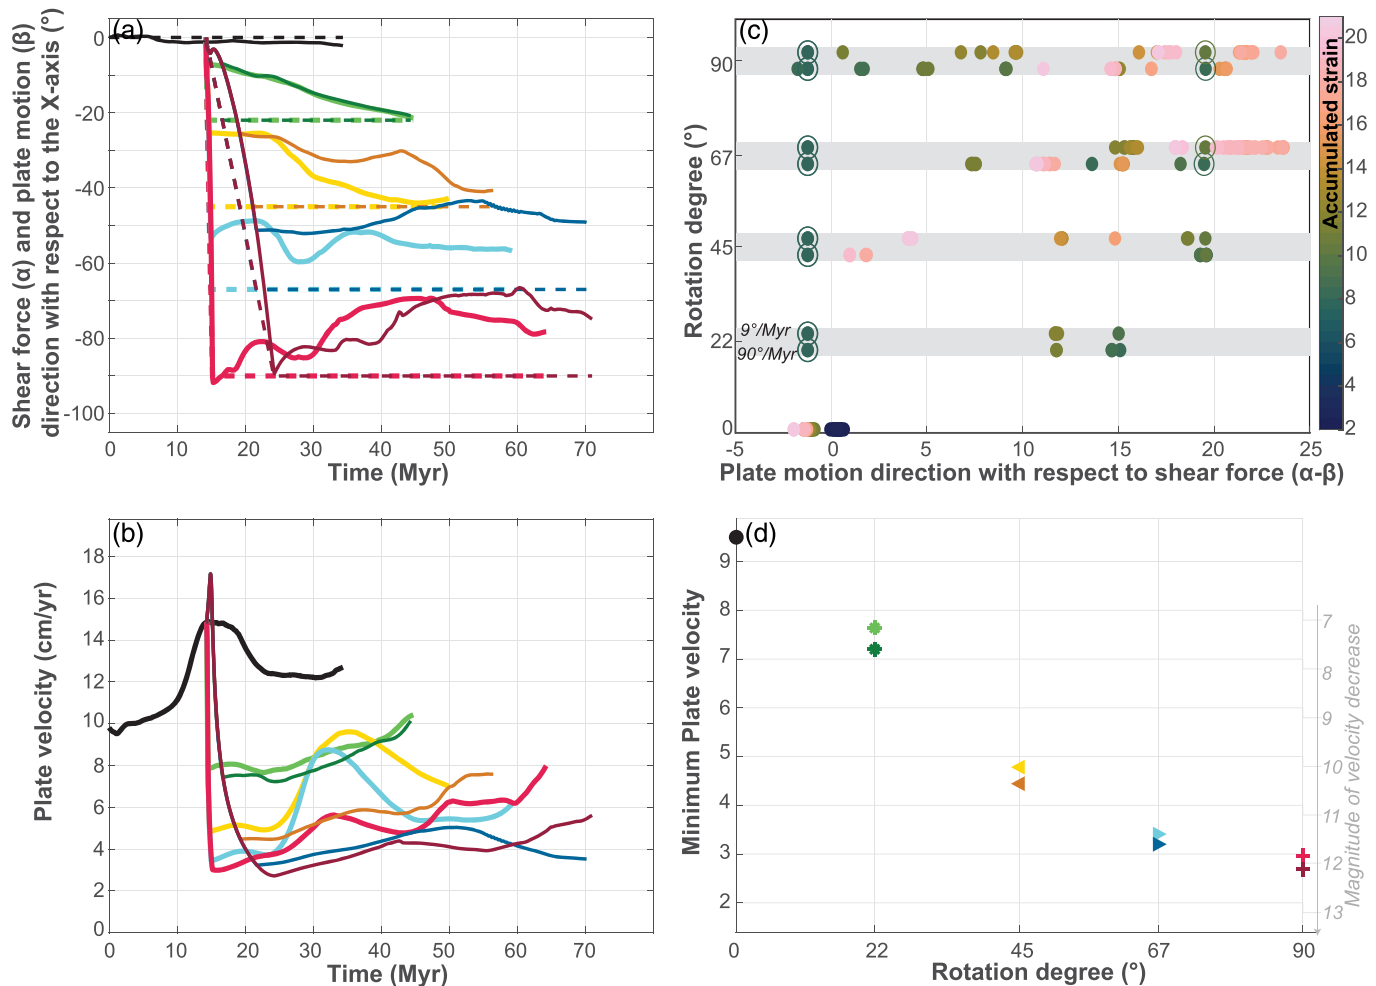 (a)
Shear force (α) and plate motion (β)
direction with respect to the X-axis (°)
0
-20
-40
-60
-80
-100
0 10 20 30 40 50 60 70
Time (Myr)
(c)
Rotation degree (°)
90
67
45
22
0
9°/Myr
90°/Myr
-5 0 5 10 15 20 25
Plate motion direction with respect to shear force (α-β)
Accumulated strain
20
18
16
14
12
10
8
6
4
2
(b)
Plate velocity (cm/yr)
18
16
14
12
10
8
6
4
2
0
0 10 20 30 40 50 60 70
Time (Myr)
(d)
Minimum Plate velocity
9
8
7
6
5
4
3
2
0 22 45 67 90
Rotation degree (°)
7
8
9
10
11
12
13
Magnitude of velocity decrease